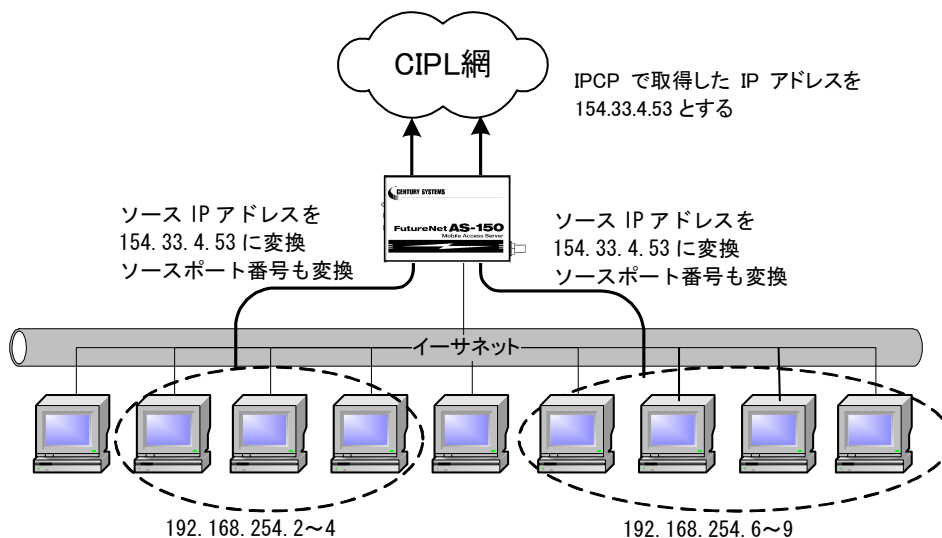 CIPL網
IPCP で取得した IP アドレスを
154.33.4.53 とする
CENTURY SYSTEMS
FutureNet AS-150
Mobile Access Server
ソース IP アドレスを
154. 33. 4. 53 に変換
ソースポート番号も変換
ソース IP アドレスを
154. 33. 4. 53 に変換
ソースポート番号も変換
イーサネット
192. 168. 254. 2～4
192. 168. 254. 6～9